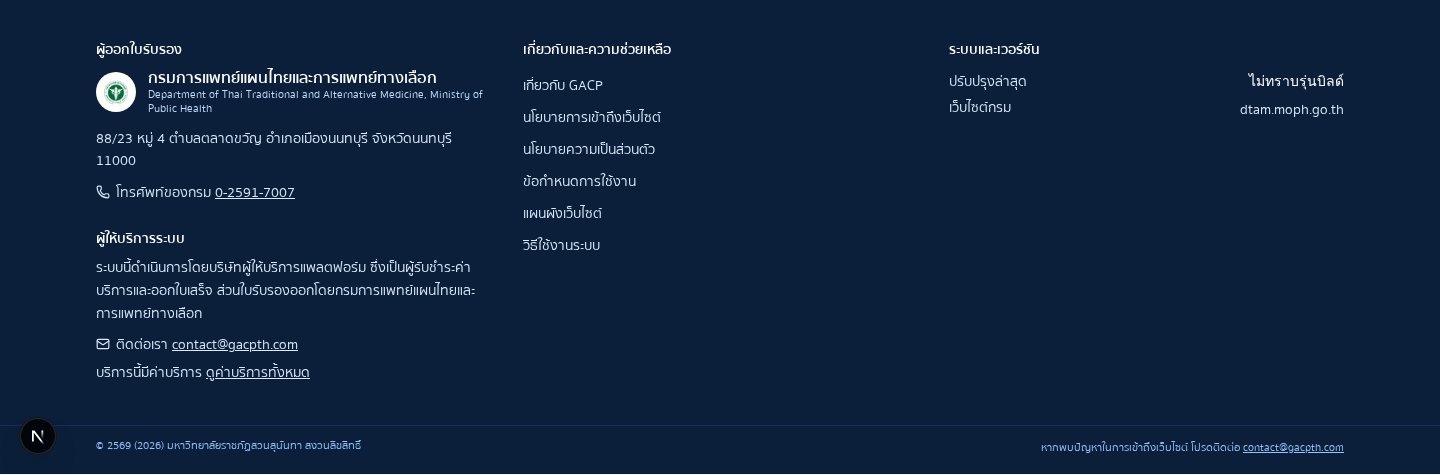 ผู้ออกใบรับรอง
กรมการแพทย์แผนไทยและการแพทย์ทางเลือก
Department of Thai Traditional and Alternative Medicine, Ministry of
Public Health
88/23 หมู่ 4 ตำบลตลาดขวัญ อำเภอเมืองนนทบุรี จังหวัดนนทบุรี
11000
โทรศัพท์ของกรม 0-2591-7007
ผู้ให้บริการระบบ
ระบบนี้ดำเนินการโดยบริษัทผู้ให้บริการแพลตฟอร์ม ซึ่งเป็นผู้รับชำระค่า
บริการและออกใบเสร็จ ส่วนใบรับรองออกโดยกรมการแพทย์แผนไทยและ
การแพทย์ทางเลือก
ติดต่อเรา contact@gacpth.com
บริการนี้มีค่าบริการ ดูค่าบริการทั้งหมด
เกี่ยวกับและความช่วยเหลือ
เกี่ยวกับ GACP
นโยบายการเข้าถึงเว็บไซต์
นโยบายความเป็นส่วนตัว
ข้อกำหนดการใช้งาน
แผนผังเว็บไซต์
วิธีใช้งานระบบ
ระบบและเวอร์ชัน
ปรับปรุงล่าสุด ไม่ทราบรุ่นบิลด์
เว็บไซต์กรม dtam.moph.go.th
N
© 2569 (2026) มหาวิทยาลัยราชภัฏสวนสุนันทา สงวนลิขสิทธิ์
หากพบปัญหาในการเข้าถึงเว็บไซต์ โปรดติดต่อ contact@gacpth.com